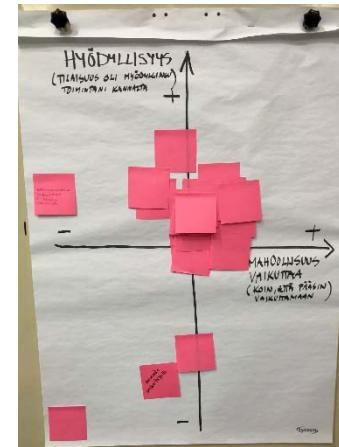 HYÖDYLLISYYS
(TILAISUUS OLI HYÖDYLLINEN
TOIMINTANI KANNALTA
+
-
+
MAHDOLLISUUS
VAIKUTTAA
(KOIN, ETTÄ PÄÄSIN
VAIKUTTAMAAN)
-